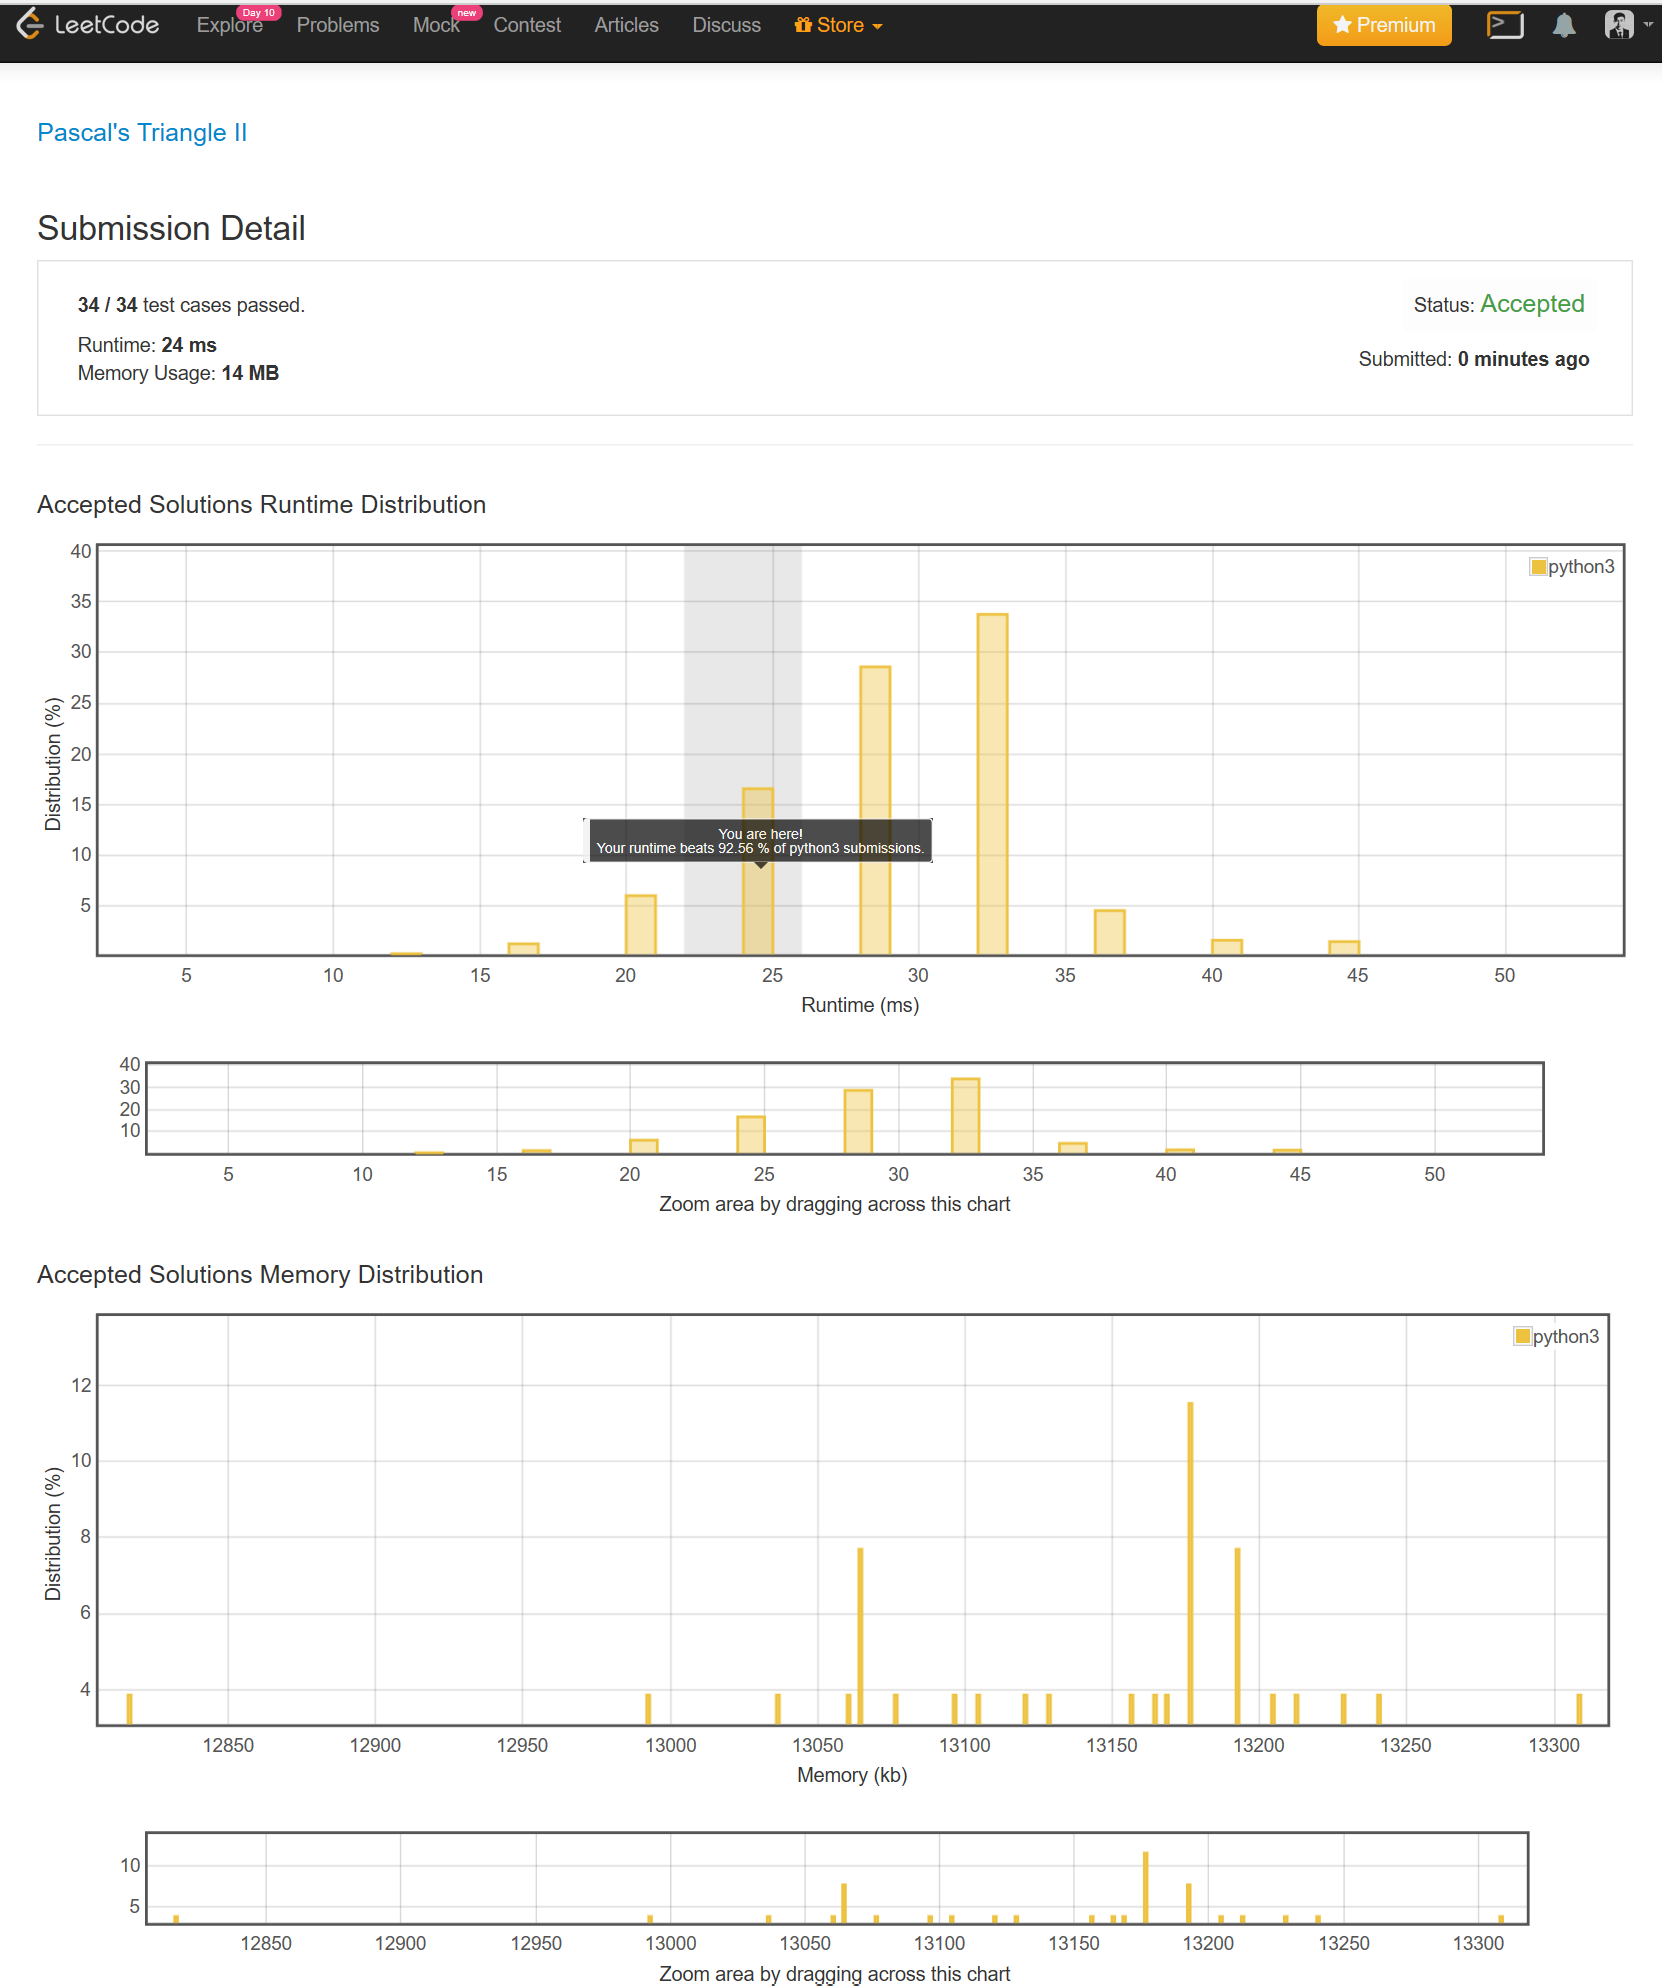 LeetCode Explore Day 10 Problems Mock new Contest Articles Discuss Store Premium
Pascal's Triangle II
Submission Detail
34 / 34 test cases passed.
Status: Accepted
Runtime: 24 ms
Submitted: 0 minutes ago
Memory Usage: 14 MB
Accepted Solutions Runtime Distribution
40
35
30
25
20
15
10
5
Distribution (%)
python3
You are here!
Your runtime beats 92.56 % of python3 submissions.
5 10 15 20 25 30 35 40 45 50
Runtime (ms)
40
30
20
10
5 10 15 20 25 30 35 40 45 50
Zoom area by dragging across this chart
Accepted Solutions Memory Distribution
python3
12
10
8
6
4
Distribution (%)
12850 12900 12950 13000 13050 13100 13150 13200 13250 13300
Memory (kb)
10
5
12850 12900 12950 13000 13050 13100 13150 13200 13250 13300
Zoom area by dragging across this chart